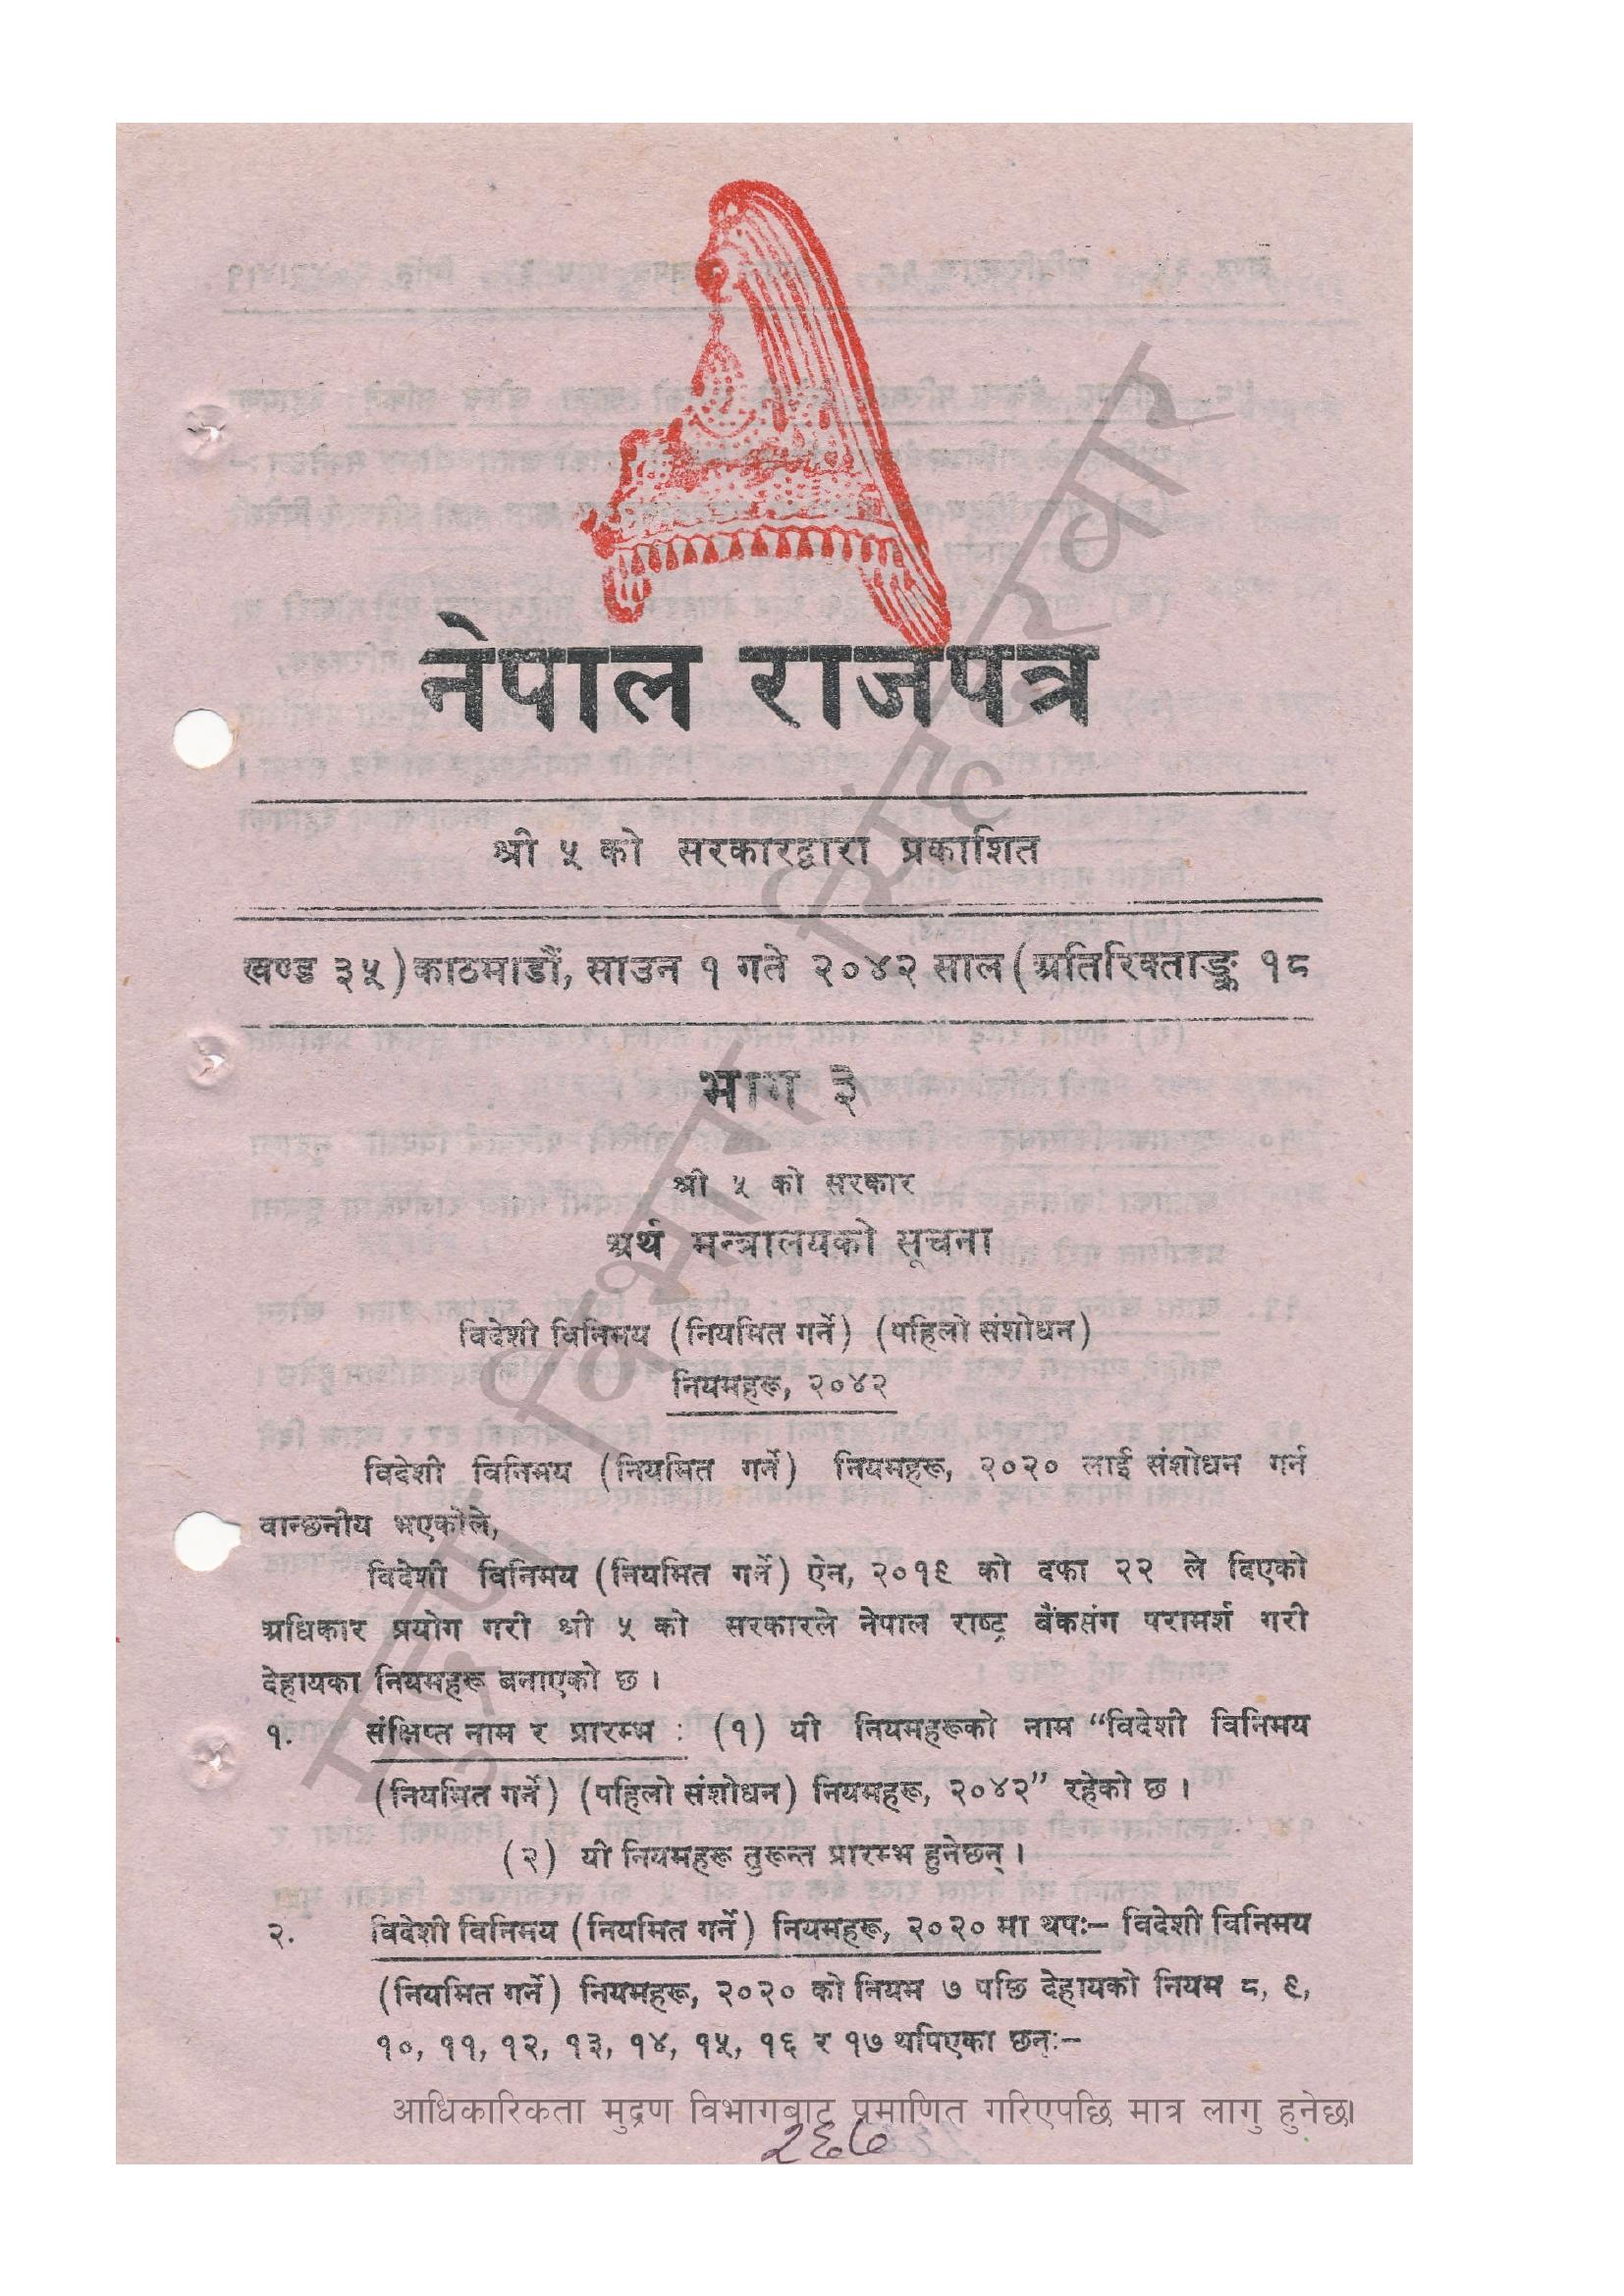 नेपाल राजपत्र
श्री ५ को सरकारद्वारा प्रकाशित
खण्ड ३५) काठमाडौं, साउन १ गते २०४२ साल (अतिरिक्ताङ्क १८
भाग ३
श्री ५ को सरकार
अर्थ मन्त्रालयको सूचना
विदेशी विनिमय (नियमित गर्ने) (पहिलो संशोधन)
नियमहरू, २०४२
विदेशी विनिमय (नियमित गर्ने) नियमहरू, २०२० लाई संशोधन गर्न
वान्छनीय भएकोले,
विदेशी विनिमय (नियमित गर्ने) ऐन, २०१९ को दफा २२ ले दिएको
अधिकार प्रयोग गरी श्री ५ को सरकारले नेपाल राष्ट्र बैंकसंग परामर्श गरी
देहायका नियमहरू बनाएको छ ।
१. संक्षिप्त नाम र प्रारम्भ : (१) यी नियमहरूको नाम “विदेशी विनिमय
(नियमित गर्ने) (पहिलो संशोधन) नियमहरू, २०४२” रहेको छ ।
(२) यी नियमहरू तुरून्त प्रारम्भ हुनेछन् ।
२. विदेशी विनिमय (नियमित गर्ने) नियमहरू, २०२० मा थपः– विदेशी विनिमय
(नियमित गर्ने) नियमहरू, २०२० को नियम ७ पछि देहायको नियम ८, ९,
१०, ११, १२, १३, १४, १५, १६ र १७ थपिएका छन्ः–
आधिकारिकता मुद्रण विभागबाट प्रमाणित गरिएपछि मात्र लागु हुनेछ।
२६७
मुद्रण विभाग सिंहदरबार